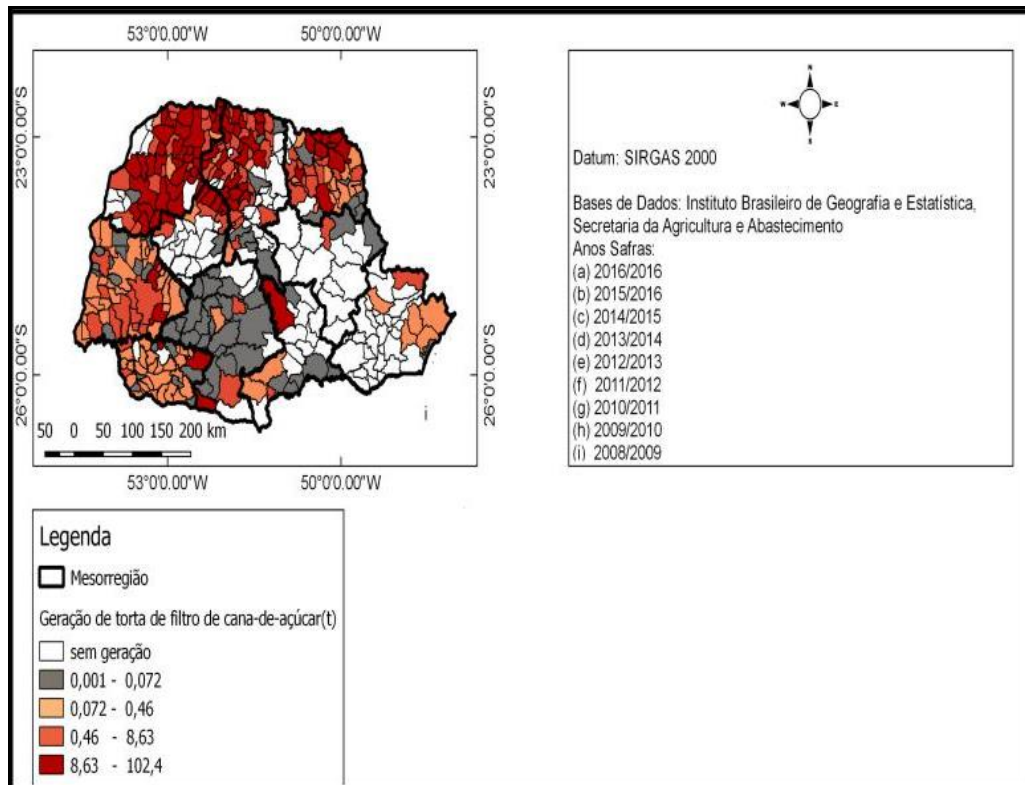 53°0'0.00"W 50°0'0.00"W
23°0'0.00"S 23°0'0.00"S
26°0'0.00"S 26°0'0.00"S
i
50 0 50 100 150 200 km
53°0'0.00"W 50°0'0.00"W
N
W E
S
Datum: SIRGAS 2000
Bases de Dados: Instituto Brasileiro de Geografia e Estatística,
Secretaria da Agricultura e Abastecimento
Anos Safras:
(a) 2016/2016
(b) 2015/2016
(c) 2014/2015
(d) 2013/2014
(e) 2012/2013
(f) 2011/2012
(g) 2010/2011
(h) 2009/2010
(i) 2008/2009
Legenda
Mesorregião
Geração de torta de filtro de cana-de-açúcar(t)
sem geração
0,001 - 0,072
0,072 - 0,46
0,46 - 8,63
8,63 - 102,4